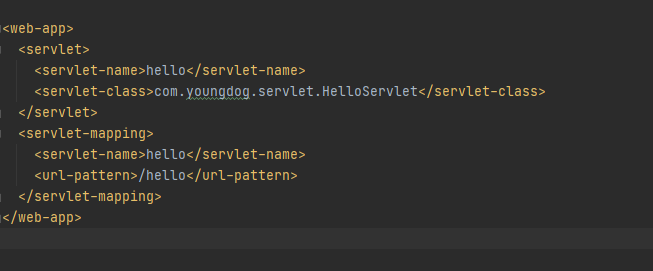 <web-app>
<servlet>
<servlet-name>hello</servlet-name>
<servlet-class>com.youngdog.servlet.HelloServlet</servlet-class>
</servlet>
<servlet-mapping>
<servlet-name>hello</servlet-name>
<url-pattern>/hello</url-pattern>
</servlet-mapping>
</web-app>